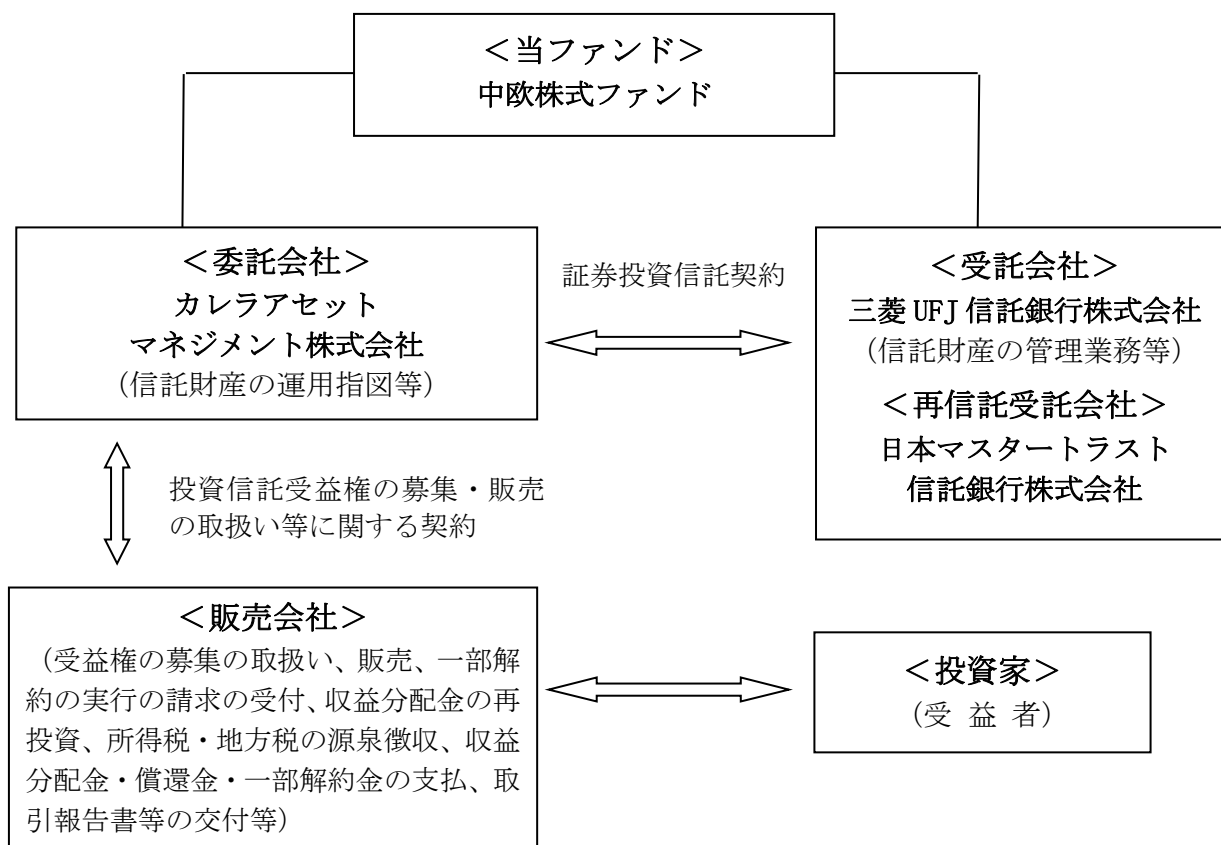 ＜当ファンド＞
中欧株式ファンド
＜委託会社＞
カレラアセット
マネジメント株式会社
（信託財産の運用指図等）
証券投資信託契約
＜受託会社＞
三菱 UFJ 信託銀行株式会社
（信託財産の管理業務等）
＜再信託受託会社＞
日本マスタートラスト
信託銀行株式会社
投資信託受益権の募集・販売
の取扱い等に関する契約
＜販売会社＞
（受益権の募集の取扱い、販売、一部解
約の実行の請求の受付、収益分配金の再
投資、所得税・地方税の源泉徴収、収益
分配金・償還金・一部解約金の支払、取
引報告書等の交付等）
＜投資家＞
（受 益 者）